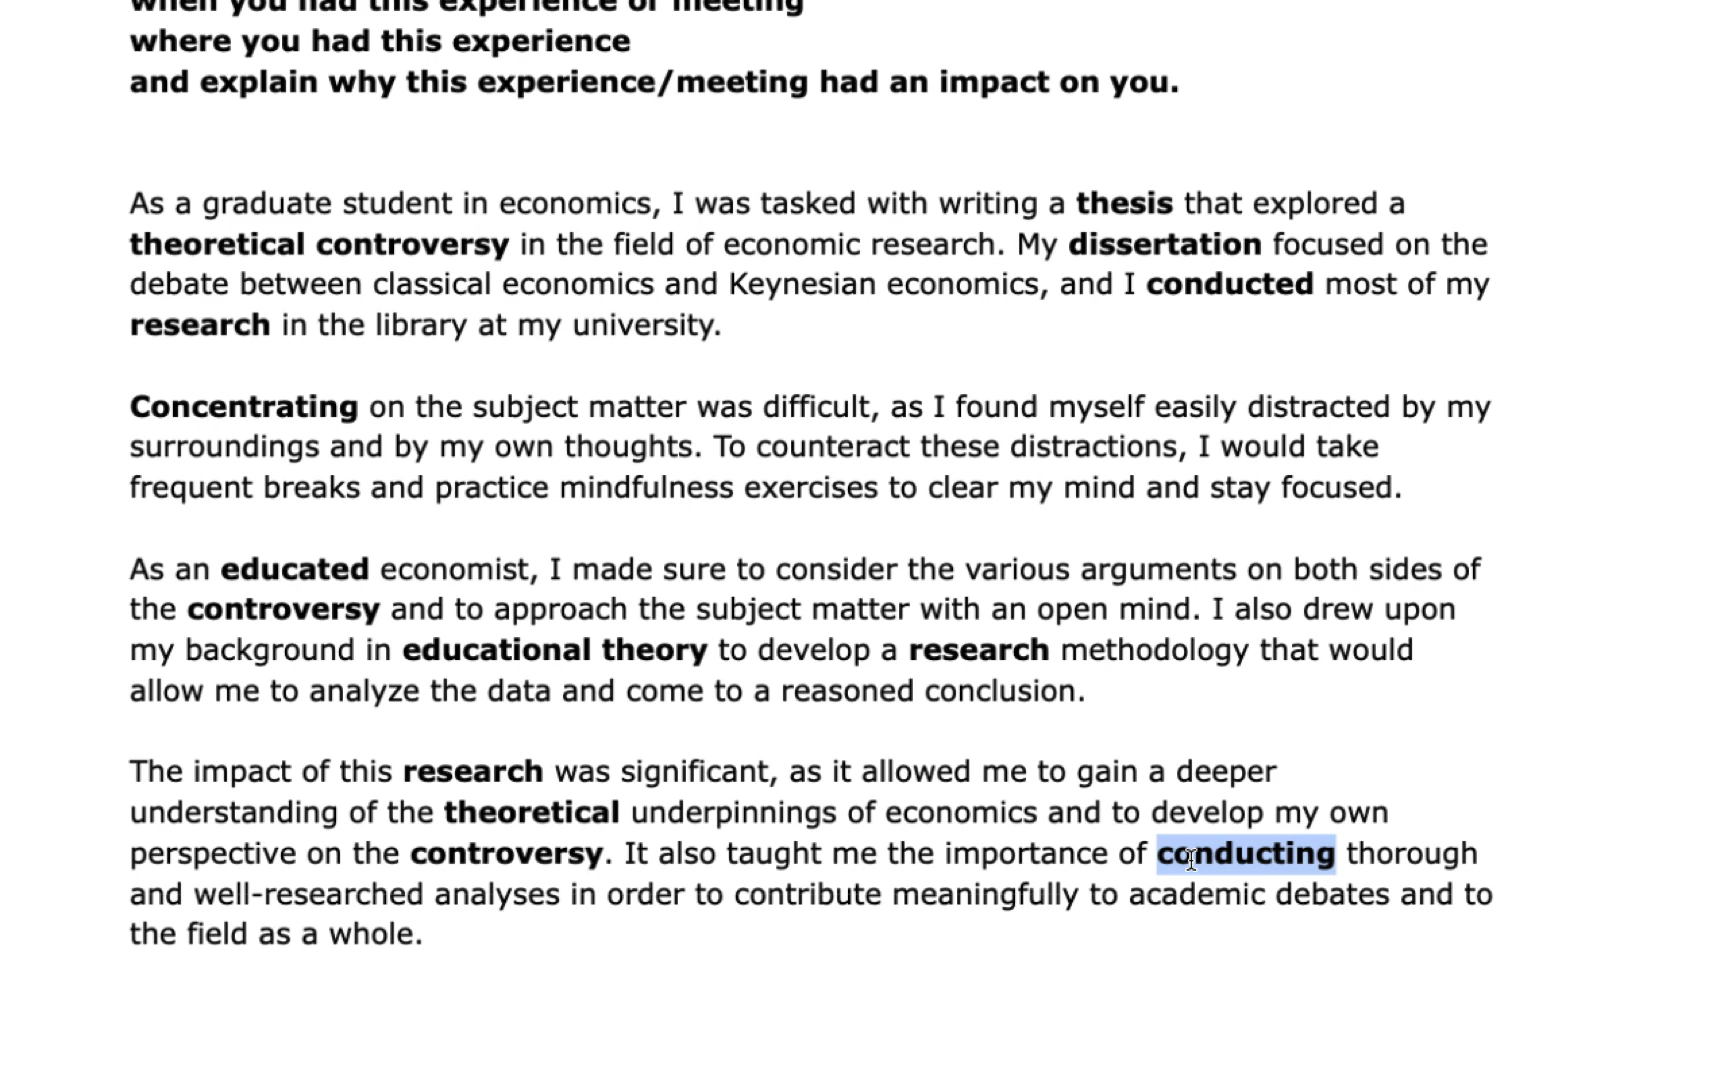 when you had this experience or meeting
where you had this experience
and explain why this experience/meeting had an impact on you.
As a graduate student in economics, I was tasked with writing a thesis that explored a
theoretical controversy in the field of economic research. My dissertation focused on the
debate between classical economics and Keynesian economics, and I conducted most of my
research in the library at my university.
Concentrating on the subject matter was difficult, as I found myself easily distracted by my
surroundings and by my own thoughts. To counteract these distractions, I would take
frequent breaks and practice mindfulness exercises to clear my mind and stay focused.
As an educated economist, I made sure to consider the various arguments on both sides of
the controversy and to approach the subject matter with an open mind. I also drew upon
my background in educational theory to develop a research methodology that would
allow me to analyze the data and come to a reasoned conclusion.
The impact of this research was significant, as it allowed me to gain a deeper
understanding of the theoretical underpinnings of economics and to develop my own
perspective on the controversy. It also taught me the importance of conducting thorough
and well-researched analyses in order to contribute meaningfully to academic debates and to
the field as a whole.